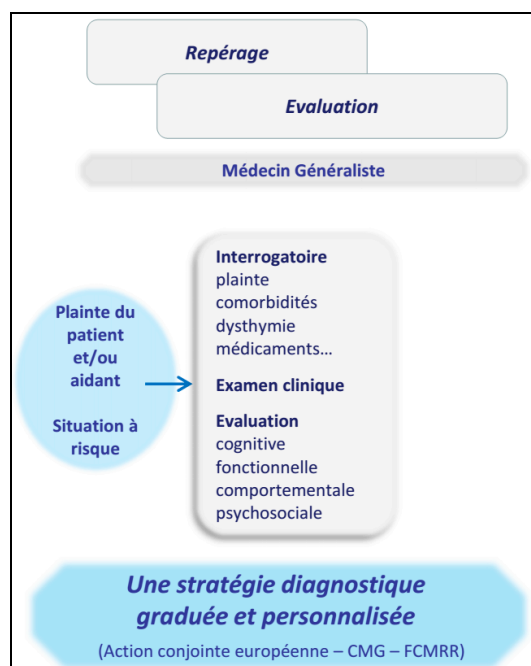 Repérage
Evaluation
Médecin Généraliste
Plainte du
patient
et/ou
aidant
Situation à
risque
Interrogatoire
plainte
comorbidités
dysthymie
médicaments…
Examen clinique
Evaluation
cognitive
fonctionnelle
comportementale
psychosociale
Une stratégie diagnostique
graduée et personnalisée
(Action conjointe européenne – CMG – FCMRR)